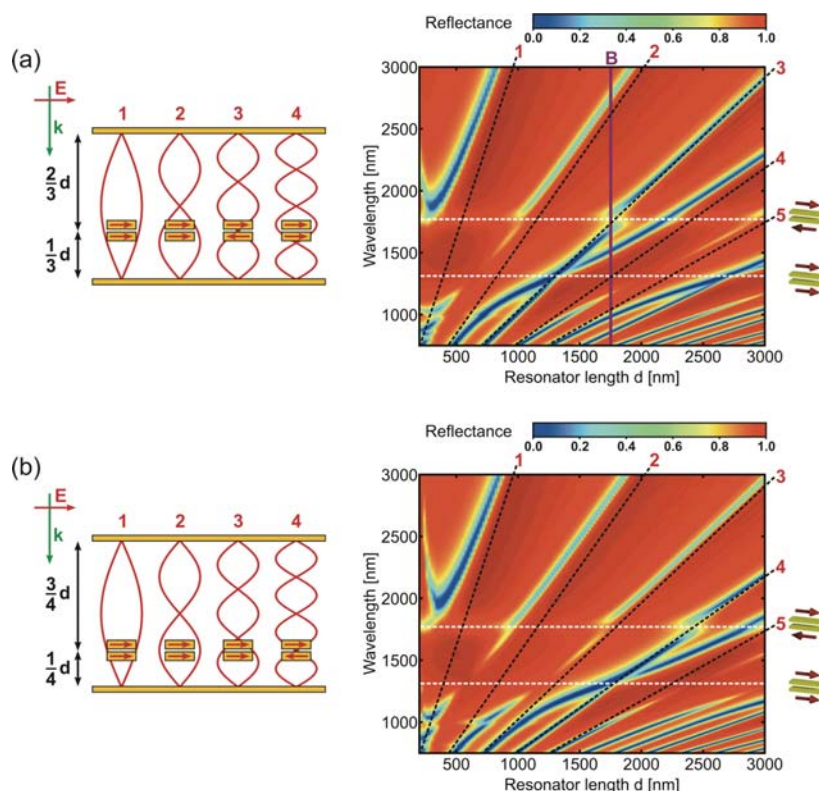 Reflectance
0.0 0.2 0.4 0.6 0.8 1.0
(a)
E
k
1 2 3 4
2/3 d
1/3 d
1 B 2
3
4
5
3000
2500
2000
1500
1000
Wavelength [nm]
500 1000 1500 2000 2500 3000
Resonator length d [nm]
Reflectance
0.0 0.2 0.4 0.6 0.8 1.0
(b)
E
k
1 2 3 4
3/4 d
1/4 d
1 2
3
4
5
3000
2500
2000
1500
1000
Wavelength [nm]
500 1000 1500 2000 2500 3000
Resonator length d [nm]